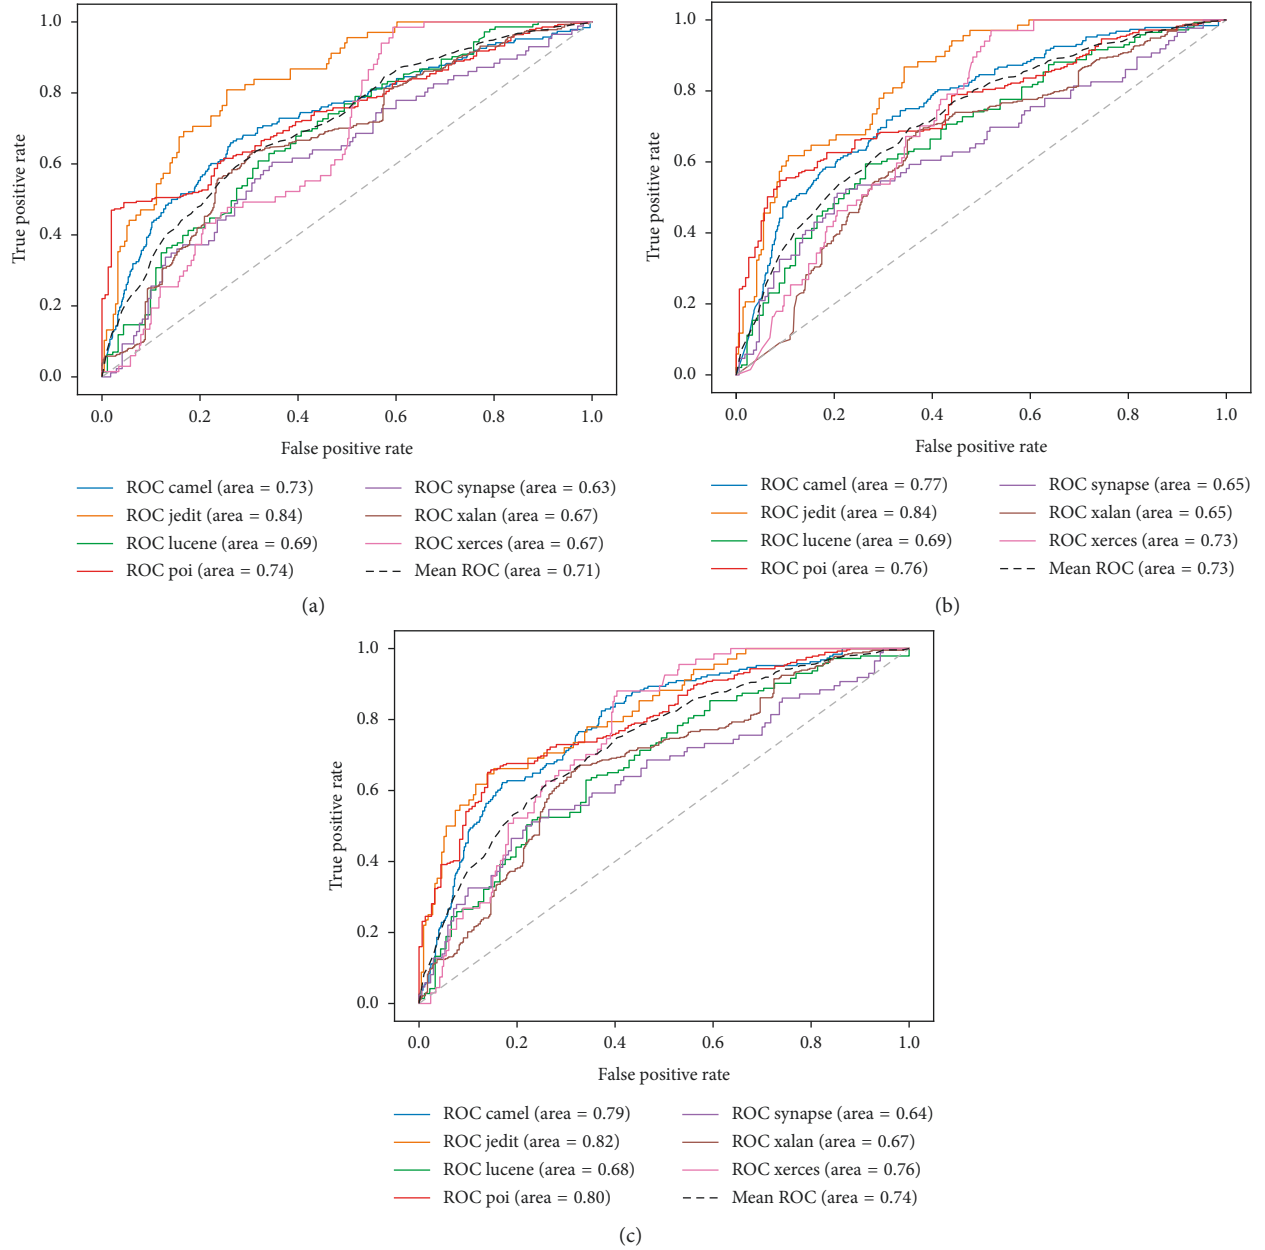 1.0
0.8
0.6
0.4
0.2
0.0
True positive rate
0.0 0.2 0.4 0.6 0.8 1.0
False positive rate
ROC camel (area = 0.73)
ROC jedit (area = 0.84)
ROC lucene (area = 0.69)
ROC poi (area = 0.74)
ROC synapse (area = 0.63)
ROC xalan (area = 0.67)
ROC xerces (area = 0.67)
Mean ROC (area = 0.71)
(a)
1.0
0.8
0.6
0.4
0.2
0.0
True positive rate
0.0 0.2 0.4 0.6 0.8 1.0
False positive rate
ROC camel (area = 0.77)
ROC jedit (area = 0.84)
ROC lucene (area = 0.69)
ROC poi (area = 0.76)
ROC synapse (area = 0.65)
ROC xalan (area = 0.65)
ROC xerces (area = 0.73)
Mean ROC (area = 0.73)
(b)
1.0
0.8
0.6
0.4
0.2
0.0
True positive rate
0.0 0.2 0.4 0.6 0.8 1.0
False positive rate
ROC camel (area = 0.79)
ROC jedit (area = 0.82)
ROC lucene (area = 0.68)
ROC poi (area = 0.80)
ROC synapse (area = 0.64)
ROC xalan (area = 0.67)
ROC xerces (area = 0.76)
Mean ROC (area = 0.74)
(c)